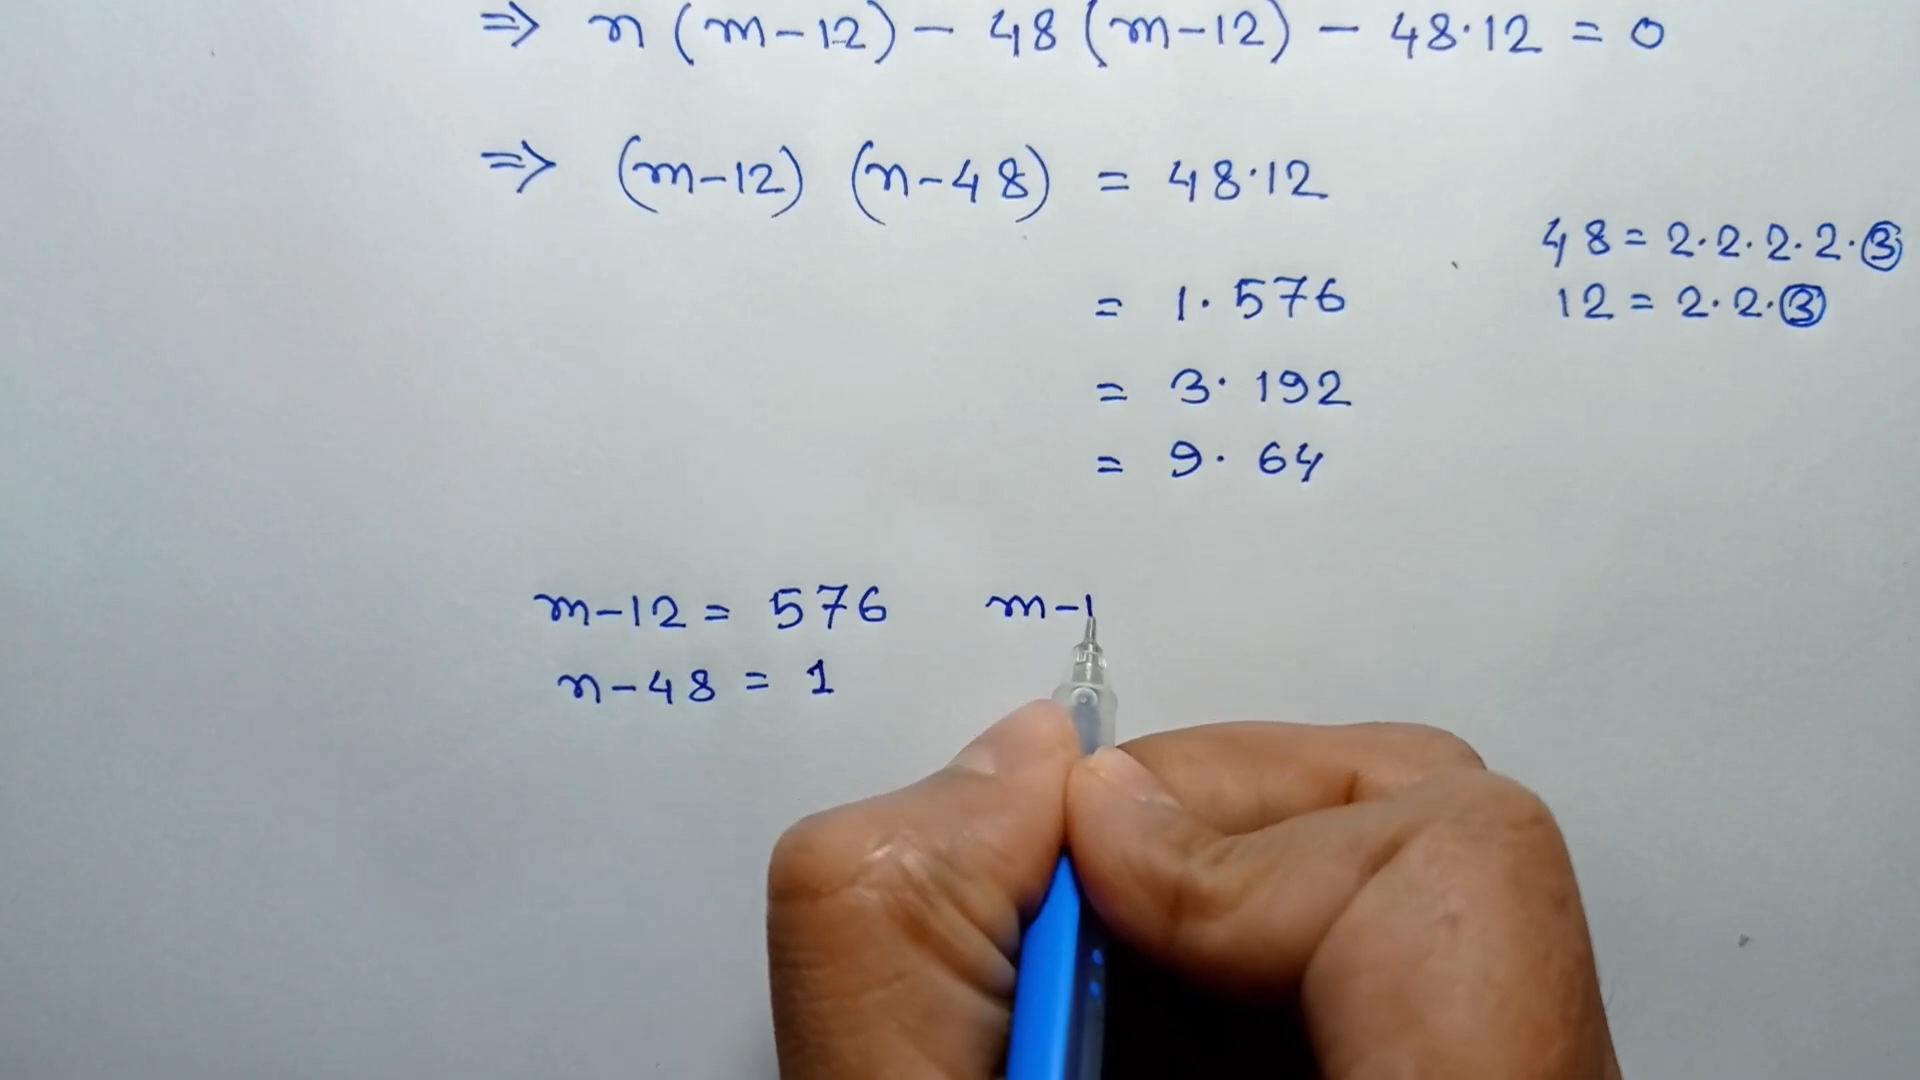 ⇒ n (m-12) - 48 (m-12) - 48·12 = 0
⇒ (m-12) (n-48) = 48·12
48 = 2·2·2·2·3
= 1·576
12 = 2·2·3
= 3·192
= 9·64
m-12 = 576 m-1
n-48 = 1